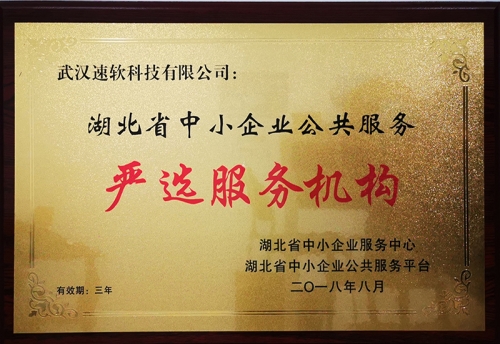 武汉速软科技有限公司：
湖北省中小企业公共服务
严选服务机构
湖北省中小企业服务中心
湖北省中小企业公共服务平台
有效期：三年
二〇一八年八月